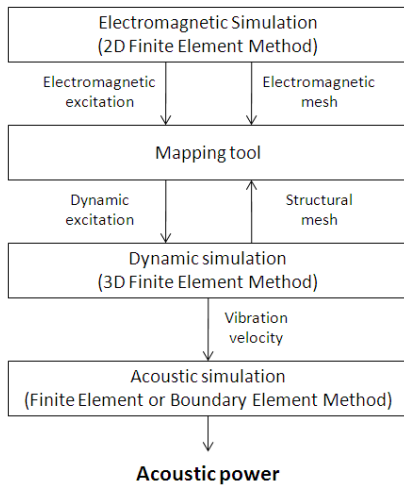 Electromagnetic Simulation
(2D Finite Element Method)
Electromagnetic
excitation
Electromagnetic
mesh
Mapping tool
Dynamic
excitation
Structural
mesh
Dynamic simulation
(3D Finite Element Method)
Vibration
velocity
Acoustic simulation
(Finite Element or Boundary Element Method)
Acoustic power